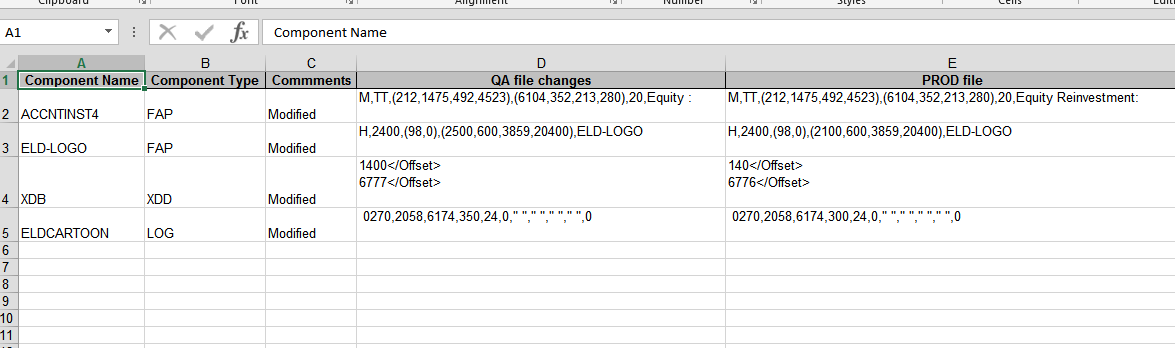 Clipboard Font Alignment Number Styles Cells
A1 fx Component Name
A B C D E
1 Component Name Component Type Commments QA file changes PROD file
M,TT,(212,1475,492,4523),(6104,352,213,280),20,Equity : M,TT,(212,1475,492,4523),(6104,352,213,280),20,Equity Reinvestment:
2 ACCNTINST4 FAP Modified
H,2400,(98,0),(2500,600,3859,20400),ELD-LOGO H,2400,(98,0),(2100,600,3859,20400),ELD-LOGO
3 ELD-LOGO FAP Modified
1400</Offset> 140</Offset>
6777</Offset> 6776</Offset>
4 XDB XDD Modified
0270,2058,6174,350,24,0," "," "," "," "," ",0 0270,2058,6174,300,24,0," "," "," "," "," ",0
5 ELDCARTOON LOG Modified
6
7
8
9
10
11